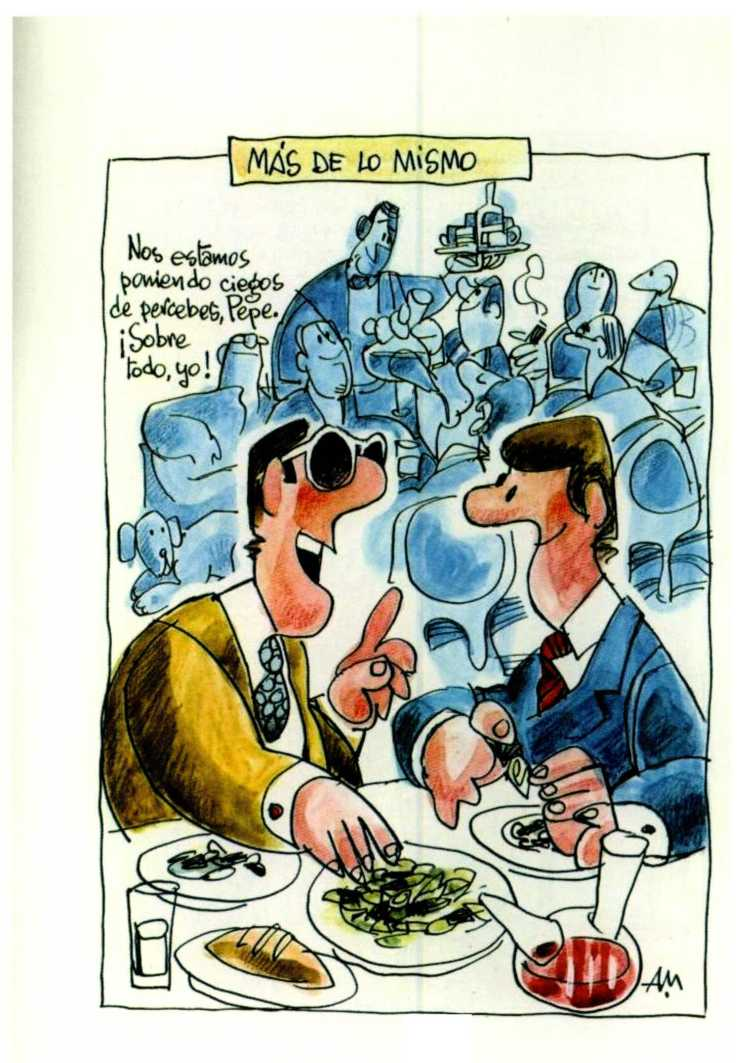 MÁS DE LO MISMO
Nos estamos
poniendo ciegos
de percebes, Pepe.
¡Sobre
todo, yo!
AM